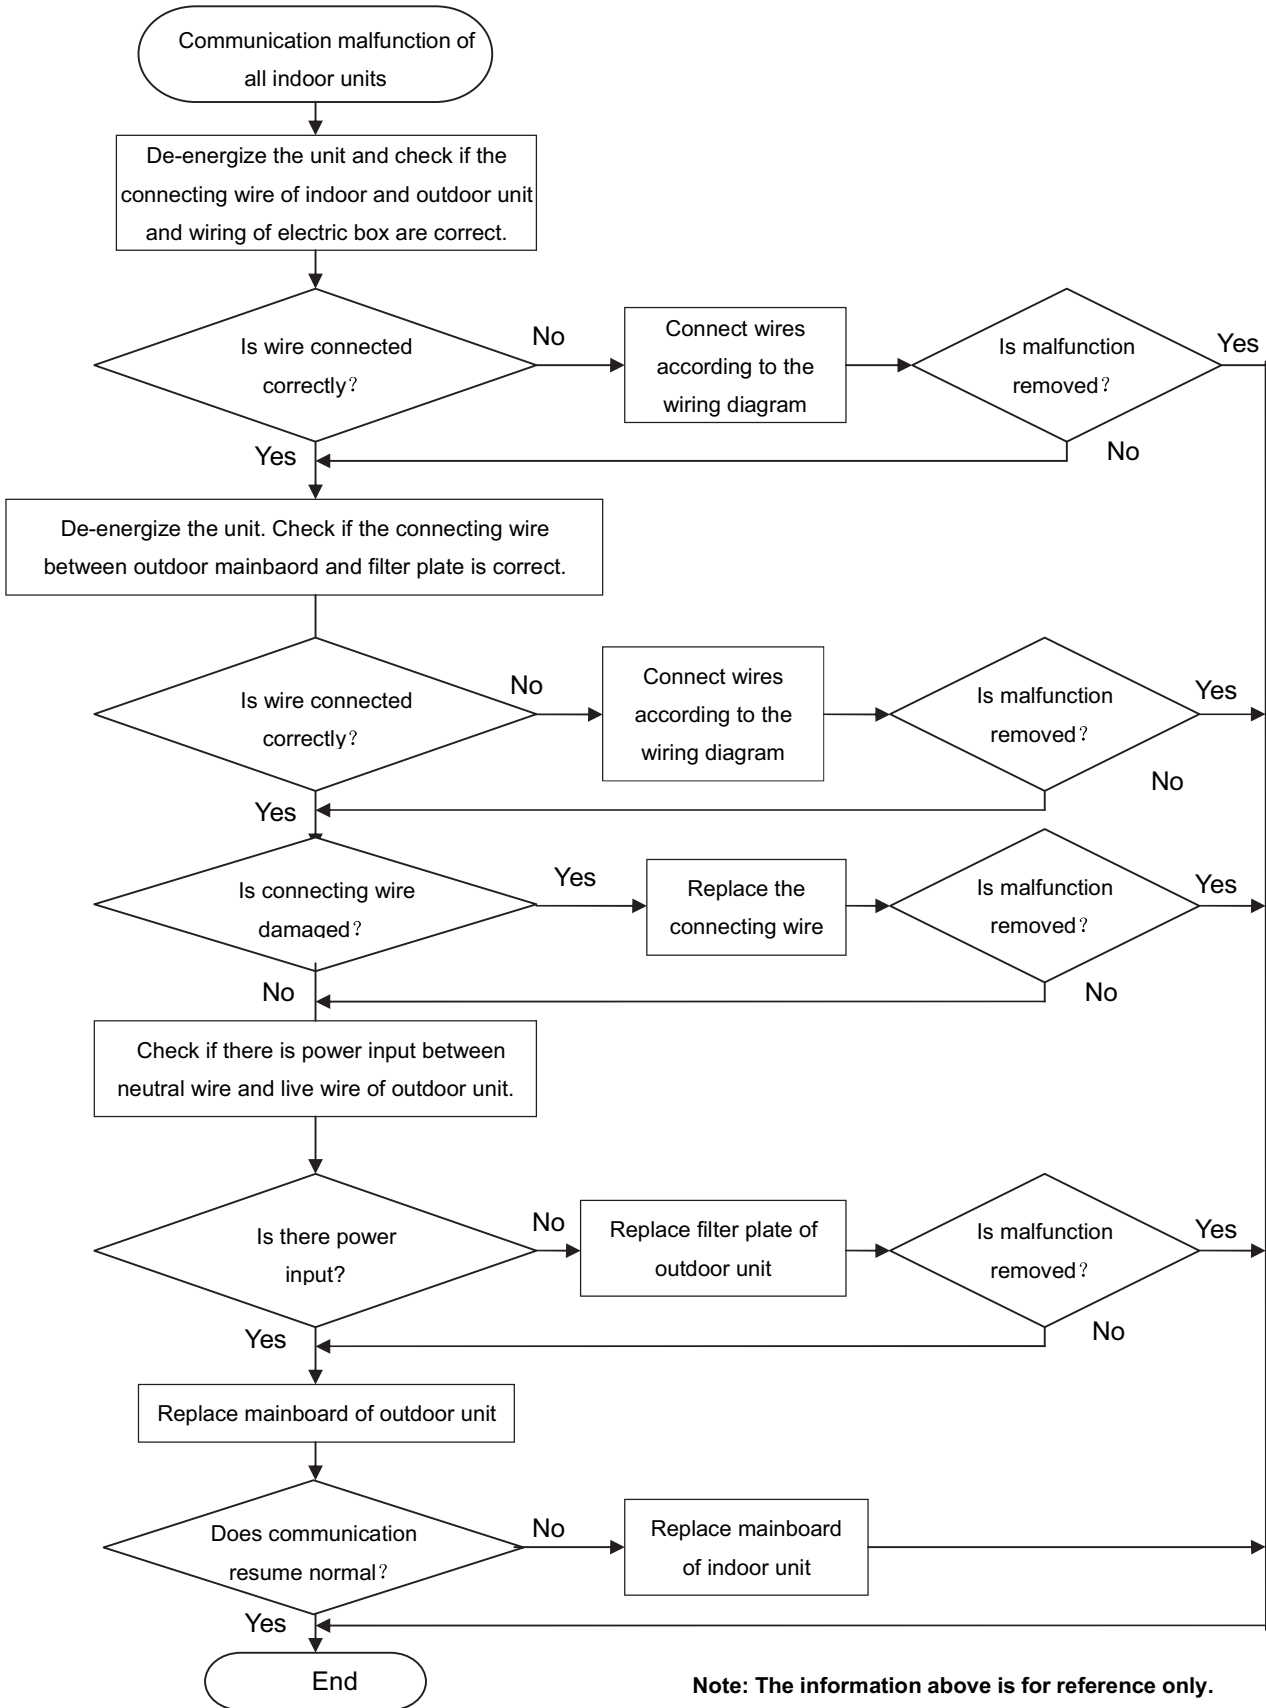 Communication malfunction of
all indoor units
De-energize the unit and check if the
connecting wire of indoor and outdoor unit
and wiring of electric box are correct.
Is wire connected
correctly?
No
Connect wires
according to the
wiring diagram
Is malfunction
removed?
Yes
No
Yes
De-energize the unit. Check if the connecting wire
between outdoor mainbaord and filter plate is correct.
Is wire connected
correctly?
No
Connect wires
according to the
wiring diagram
Is malfunction
removed?
Yes
No
Yes
Is connecting wire
damaged?
Yes
Replace the
connecting wire
Is malfunction
removed?
Yes
No
No
Check if there is power input between
neutral wire and live wire of outdoor unit.
Is there power
input?
No
Replace filter plate of
outdoor unit
Is malfunction
removed?
Yes
No
Yes
Replace mainboard of outdoor unit
Does communication
resume normal?
No
Replace mainboard
of indoor unit
Yes
End
Note: The information above is for reference only.